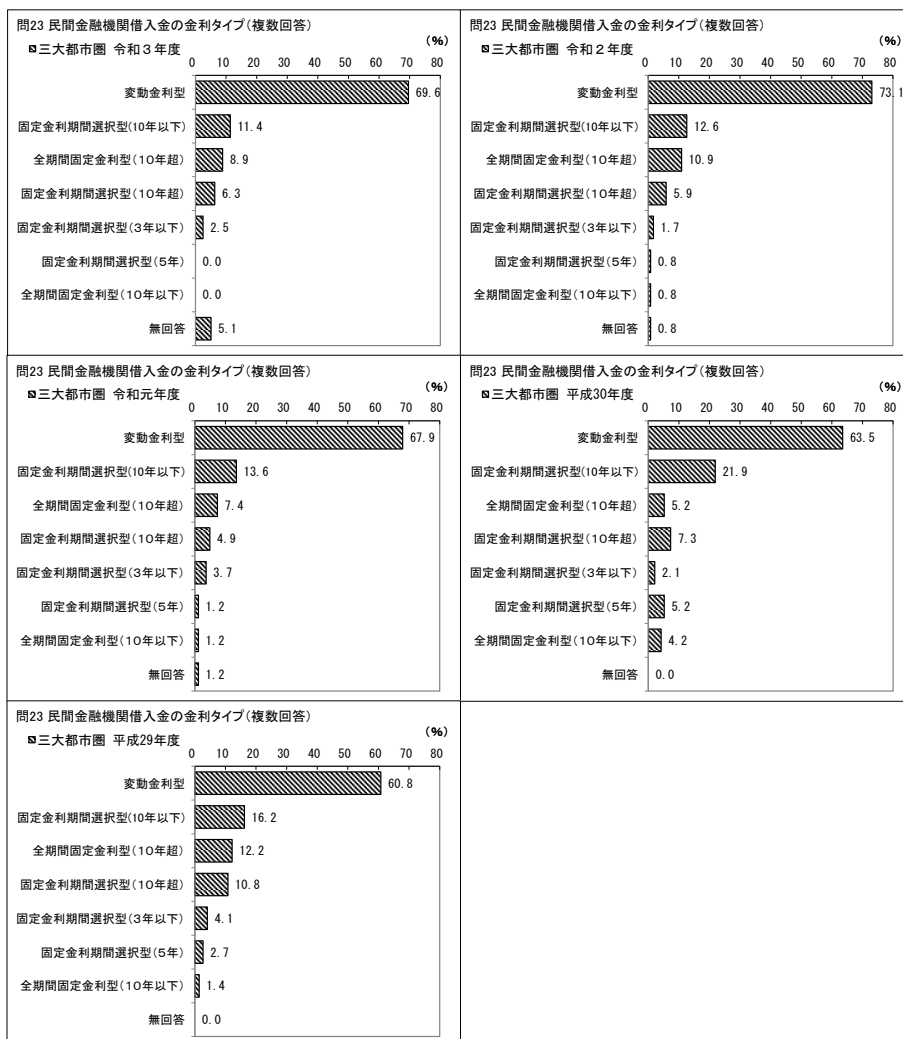 問23 民間金融機関借入金の金利タイプ(複数回答)
三大都市圏 令和3年度
(%)
0 10 20 30 40 50 60 70 80
変動金利型 69.6
固定金利期間選択型(10年以下) 11.4
全期間固定金利型(10年超) 8.9
固定金利期間選択型(10年超) 6.3
固定金利期間選択型(3年以下) 2.5
固定金利期間選択型(5年) 0.0
全期間固定金利型(10年以下) 0.0
無回答 5.1
問23 民間金融機関借入金の金利タイプ(複数回答)
三大都市圏 令和2年度
(%)
0 10 20 30 40 50 60 70 80
変動金利型 73.1
固定金利期間選択型(10年以下) 12.6
全期間固定金利型(10年超) 10.9
固定金利期間選択型(10年超) 5.9
固定金利期間選択型(3年以下) 1.7
固定金利期間選択型(5年) 0.8
全期間固定金利型(10年以下) 0.8
無回答 0.8
問23 民間金融機関借入金の金利タイプ(複数回答)
三大都市圏 令和元年度
(%)
0 10 20 30 40 50 60 70 80
変動金利型 67.9
固定金利期間選択型(10年以下) 13.6
全期間固定金利型(10年超) 7.4
固定金利期間選択型(10年超) 4.9
固定金利期間選択型(3年以下) 3.7
固定金利期間選択型(5年) 1.2
全期間固定金利型(10年以下) 1.2
無回答 1.2
問23 民間金融機関借入金の金利タイプ(複数回答)
三大都市圏 平成30年度
(%)
0 10 20 30 40 50 60 70 80
変動金利型 63.5
固定金利期間選択型(10年以下) 21.9
全期間固定金利型(10年超) 5.2
固定金利期間選択型(10年超) 7.3
固定金利期間選択型(3年以下) 2.1
固定金利期間選択型(5年) 5.2
全期間固定金利型(10年以下) 4.2
無回答 0.0
問23 民間金融機関借入金の金利タイプ(複数回答)
三大都市圏 平成29年度
(%)
0 10 20 30 40 50 60 70 80
変動金利型 60.8
固定金利期間選択型(10年以下) 16.2
全期間固定金利型(10年超) 12.2
固定金利期間選択型(10年超) 10.8
固定金利期間選択型(3年以下) 4.1
固定金利期間選択型(5年) 2.7
全期間固定金利型(10年以下) 1.4
無回答 0.0